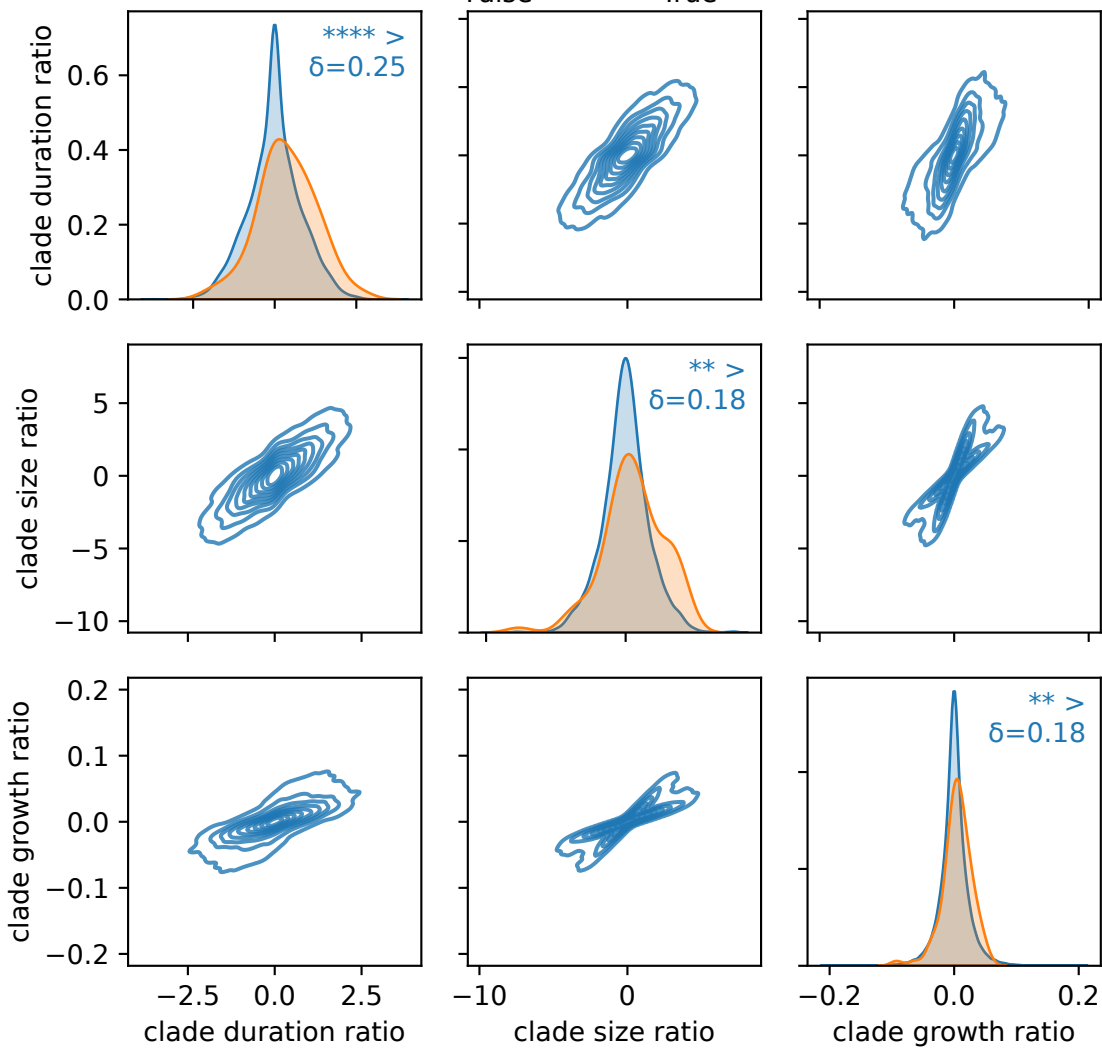 clade duration ratio
0.6
0.4
0.2
0.0
**** >
δ=0.25
clade size ratio
5
0
−5
−10
** >
δ=0.18
clade growth ratio
0.2
0.1
0.0
−0.1
−0.2
** >
δ=0.18
−2.5 0.0 2.5
clade duration ratio
−10 0
clade size ratio
−0.2 0.0 0.2
clade growth ratio